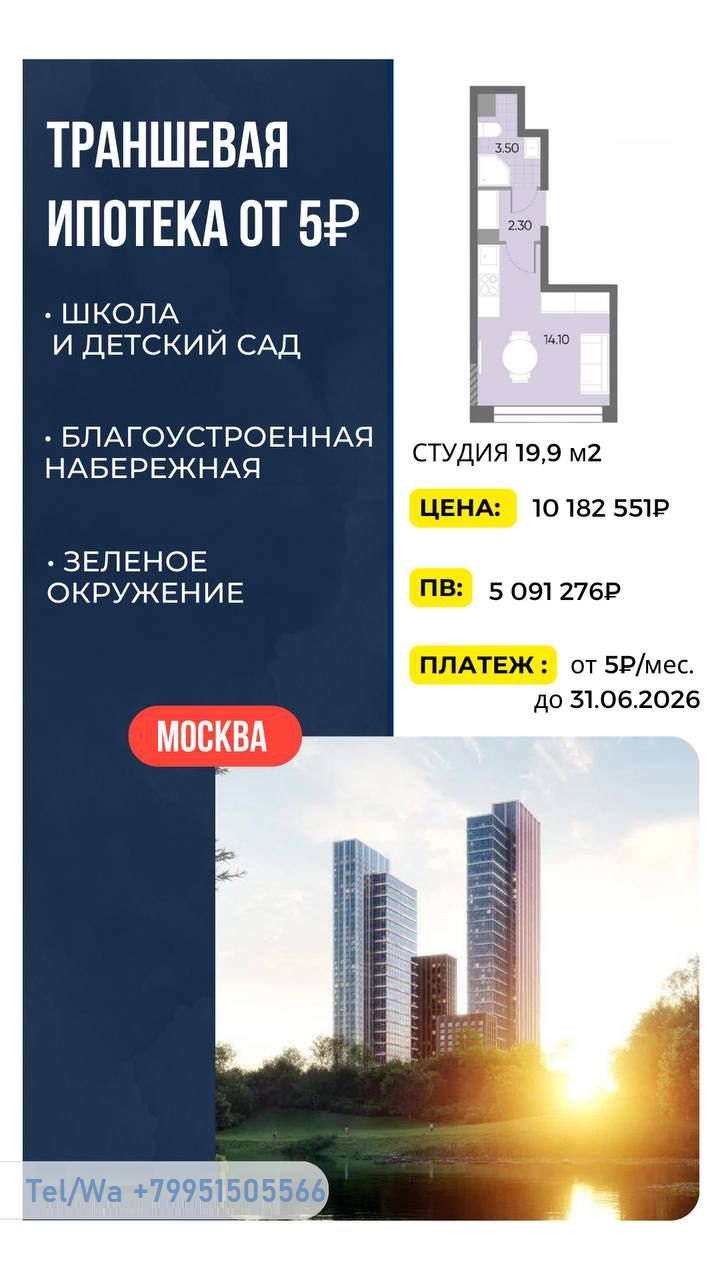 ТРАНШЕВАЯ
ИПОТЕКА ОТ 5₽
• ШКОЛА
И ДЕТСКИЙ САД
• БЛАГОУСТРОЕННАЯ
НАБЕРЕЖНАЯ
• ЗЕЛЕНОЕ
ОКРУЖЕНИЕ
3.50
2.30
14.10
СТУДИЯ 19,9 м2
ЦЕНА: 10 182 551₽
ПВ: 5 091 276₽
ПЛАТЕЖ : от 5₽/мес.
до 31.06.2026
МОСКВА
Tel/Wa +79951505566